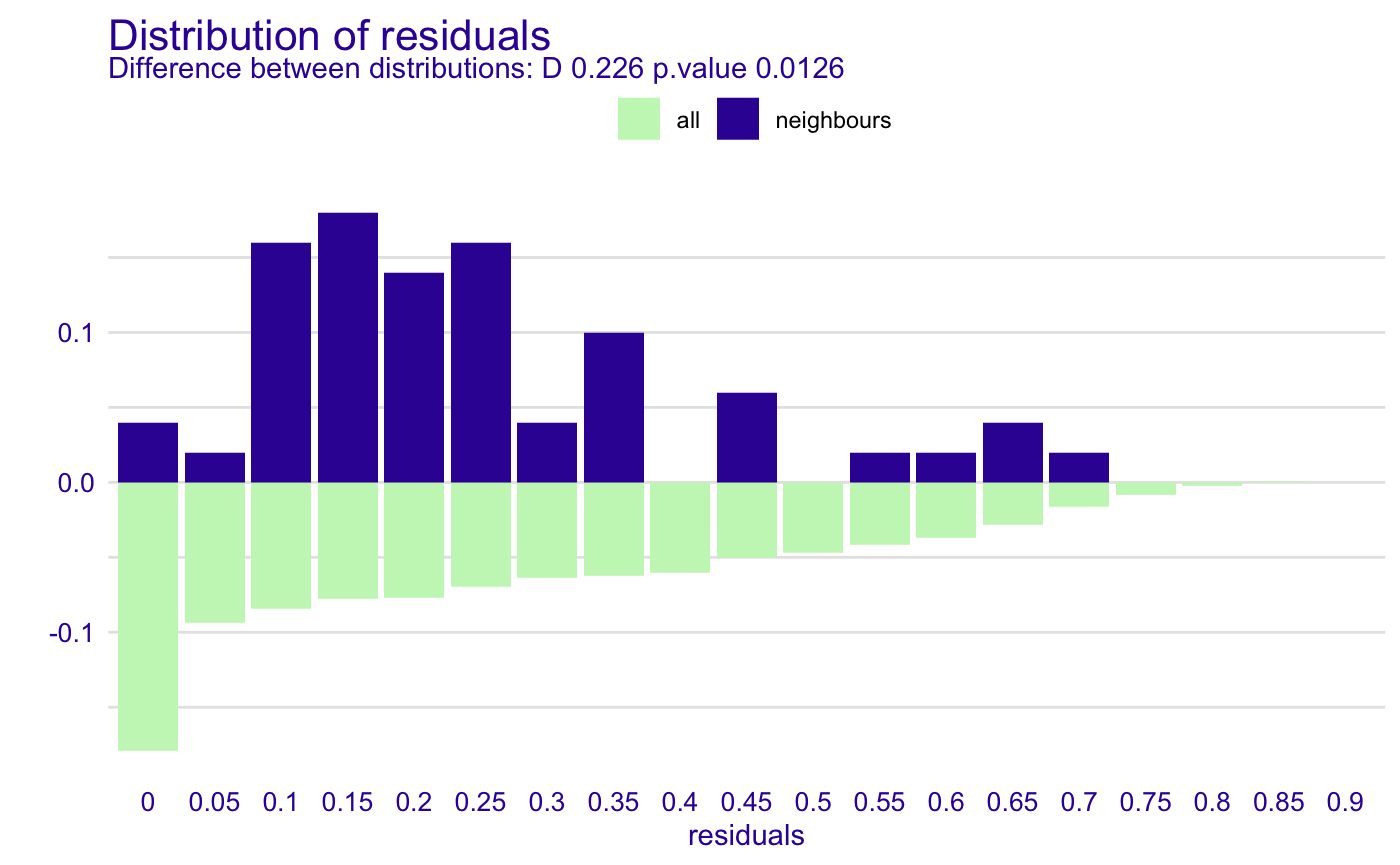 Distribution of residuals
Difference between distributions: D 0.226 p.value 0.0126
all neighbours
0.1
0.0
-0.1
0 0.05 0.1 0.15 0.2 0.25 0.3 0.35 0.4 0.45 0.5 0.55 0.6 0.65 0.7 0.75 0.8 0.85 0.9
residuals